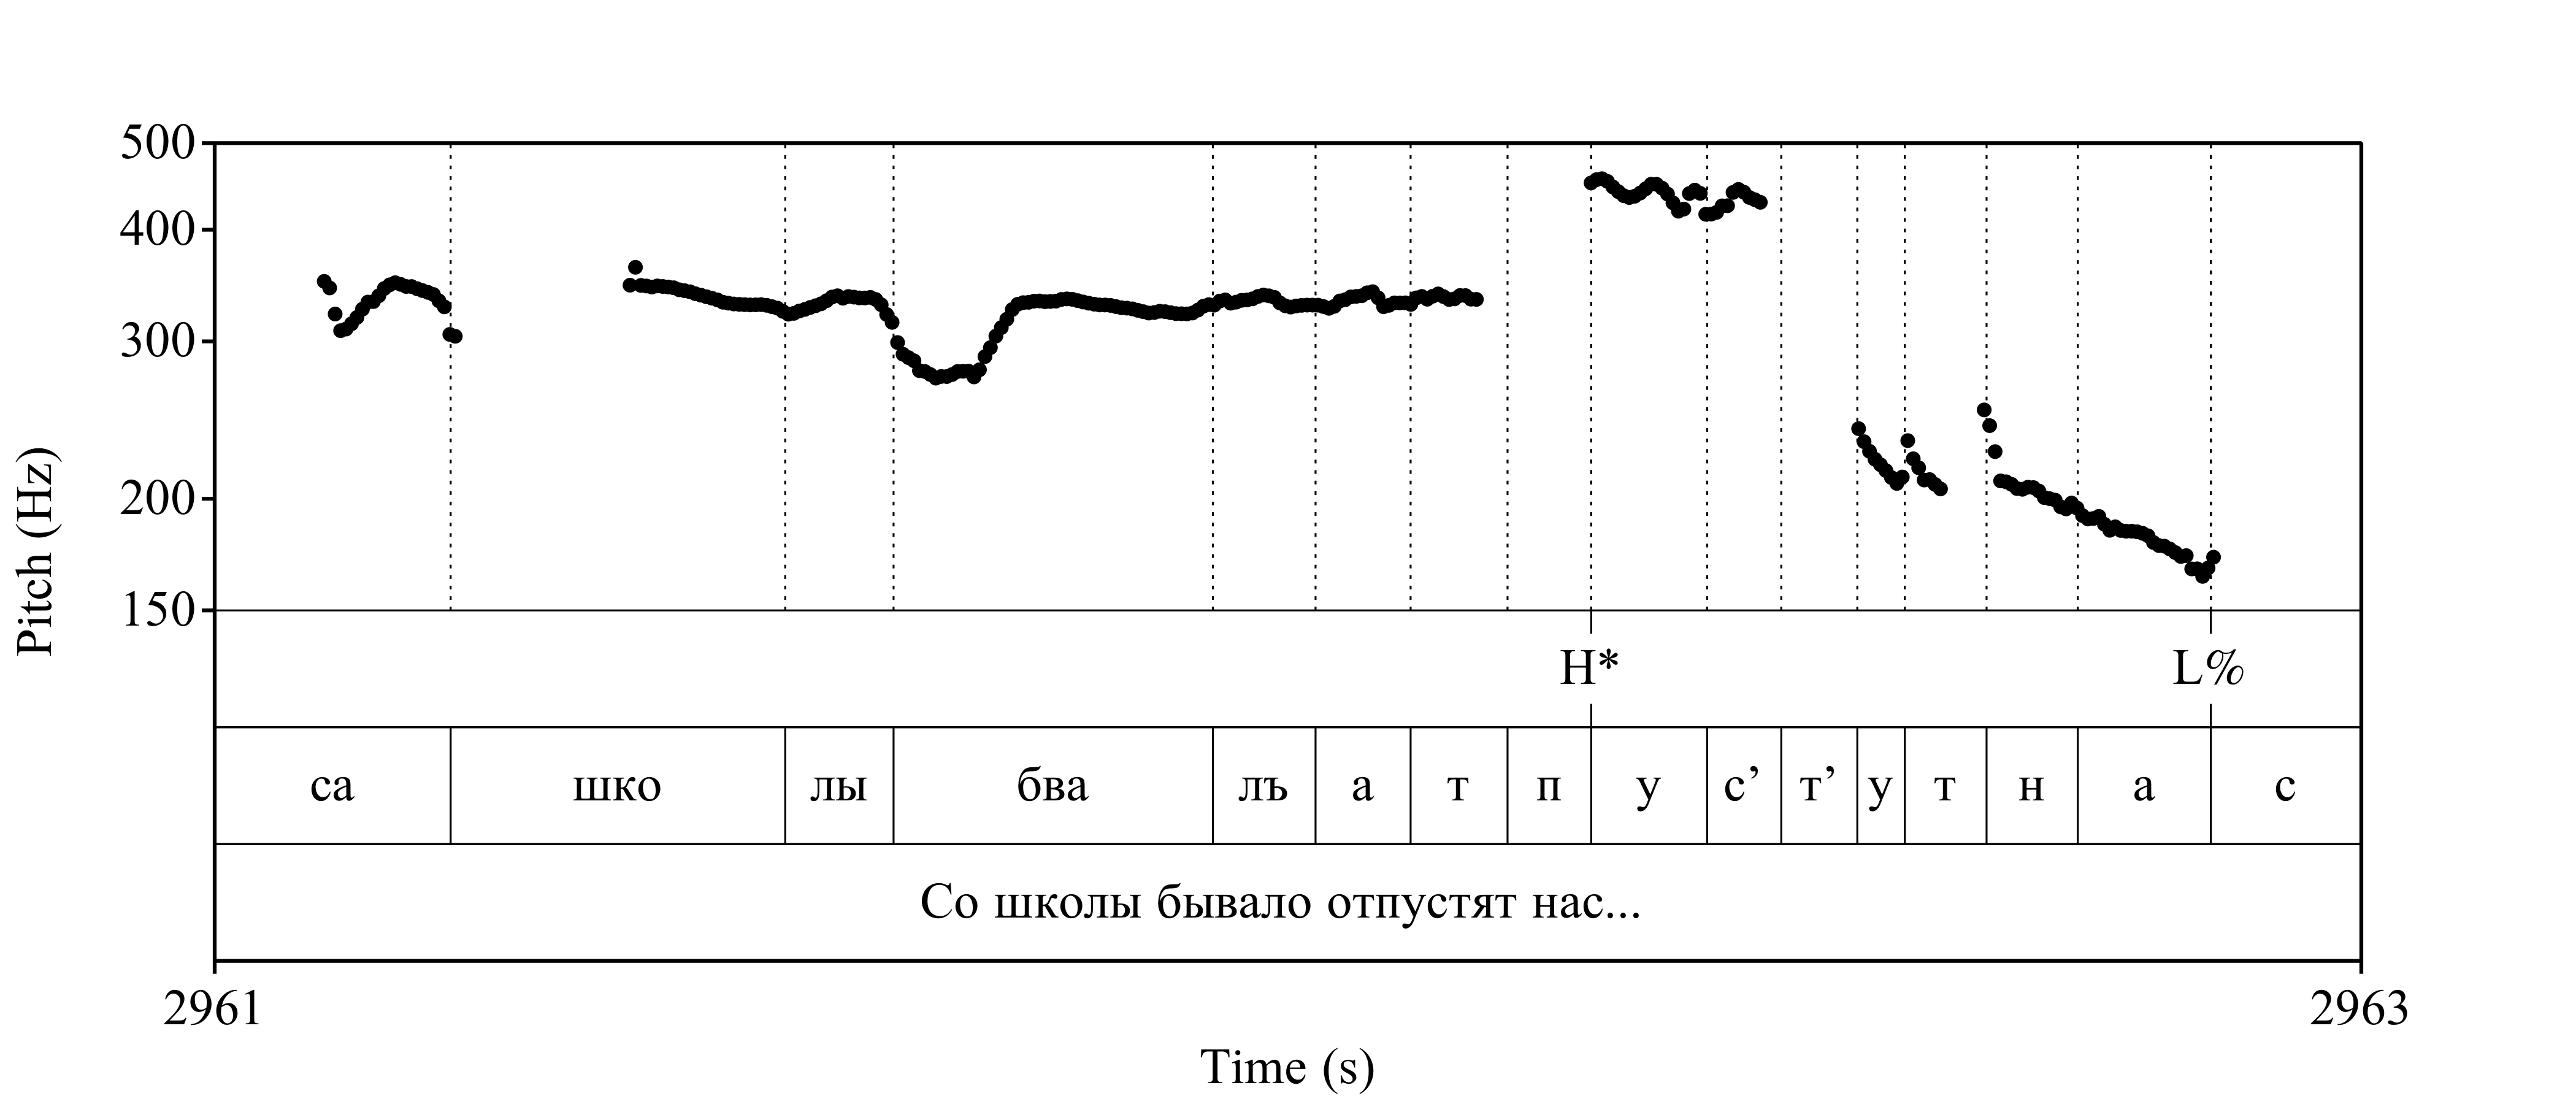 500
400
300
200
150
Pitch (Hz)
H* L%
са шко лы бва лъ а т п у с’ т’ у т н а с
Со школы бывало отпустят нас...
2961 2963
Time (s)